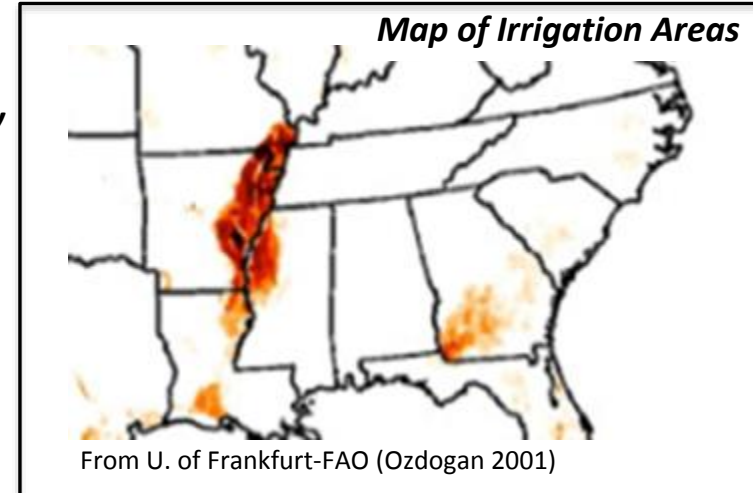 Map of Irrigation Areas
From U. of Frankfurt-FAO (Ozdogan 2001)